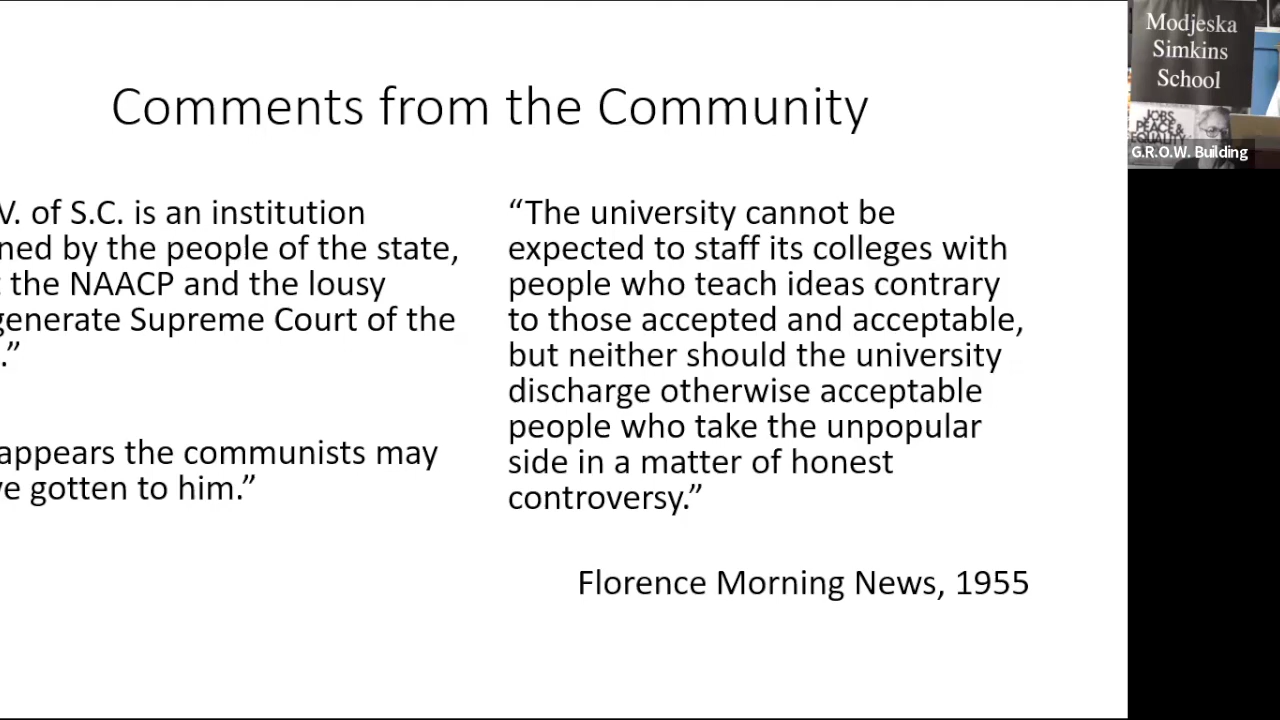 Comments from the Community
V. of S.C. is an institution
ned by the people of the state,
the NAACP and the lousy
generate Supreme Court of the
.”
appears the communists may
ve gotten to him.”
“The university cannot be
expected to staff its colleges with
people who teach ideas contrary
to those accepted and acceptable,
but neither should the university
discharge otherwise acceptable
people who take the unpopular
side in a matter of honest
controversy.”
Florence Morning News, 1955
Modjeska
Simkins
School
JOBS
PEACE &
EQUALITY
G.R.O.W. Building